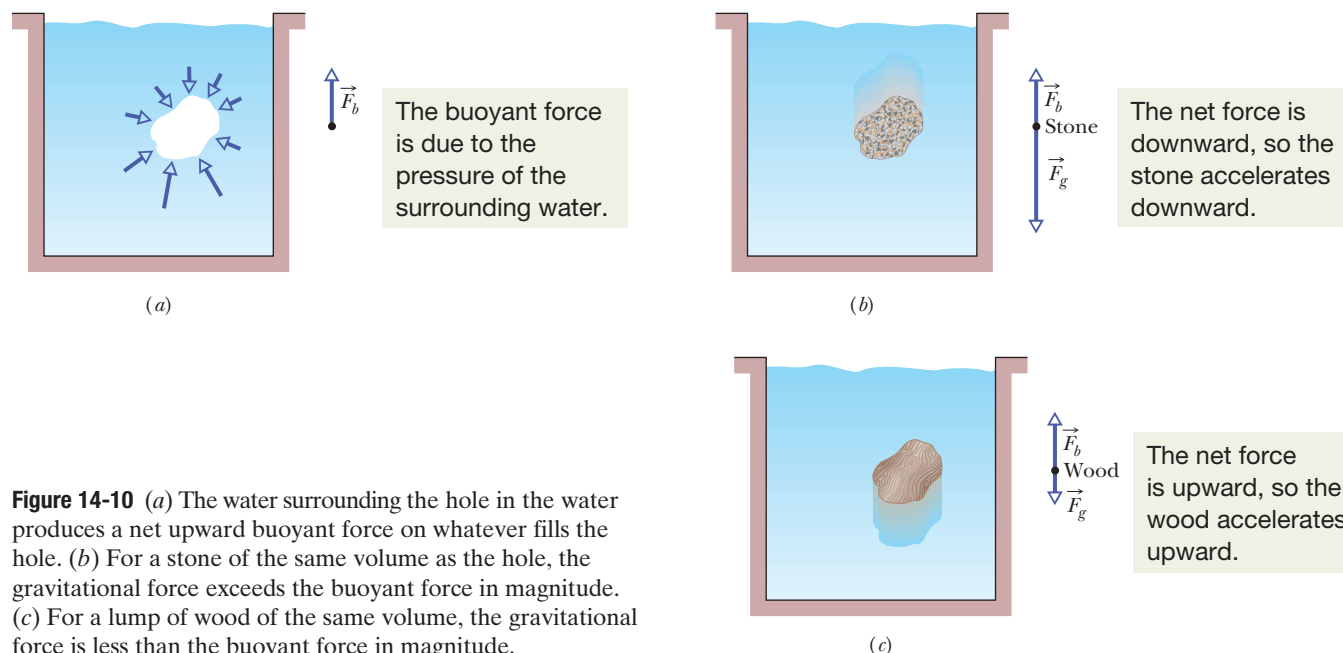 F_b
The buoyant force
is due to the
pressure of the
surrounding water.
(a)
F_b
Stone
F_g
The net force is
downward, so the
stone accelerates
downward.
(b)
F_b
Wood
F_g
The net force
is upward, so the
wood accelerates
upward.
(c)
Figure 14-10 (a) The water surrounding the hole in the water
produces a net upward buoyant force on whatever fills the
hole. (b) For a stone of the same volume as the hole, the
gravitational force exceeds the buoyant force in magnitude.
(c) For a lump of wood of the same volume, the gravitational
force is less than the buoyant force in magnitude.